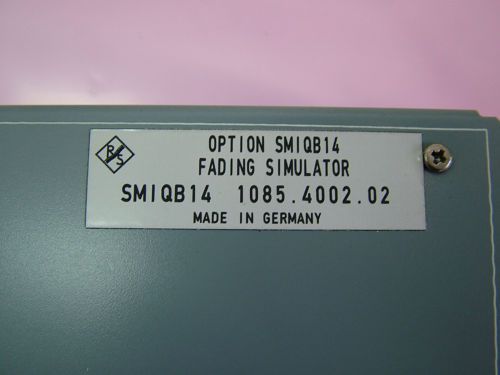 R/S
OPTION SMIQB14
FADING SIMULATOR
SMIQB14 1085.4002.02
MADE IN GERMANY